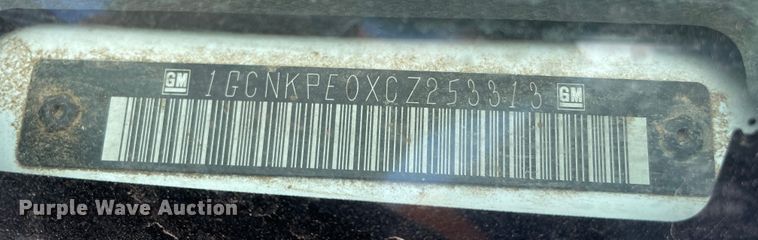 GM 1GCNKPE0XCZ253313 GM
Purple Wave Auction